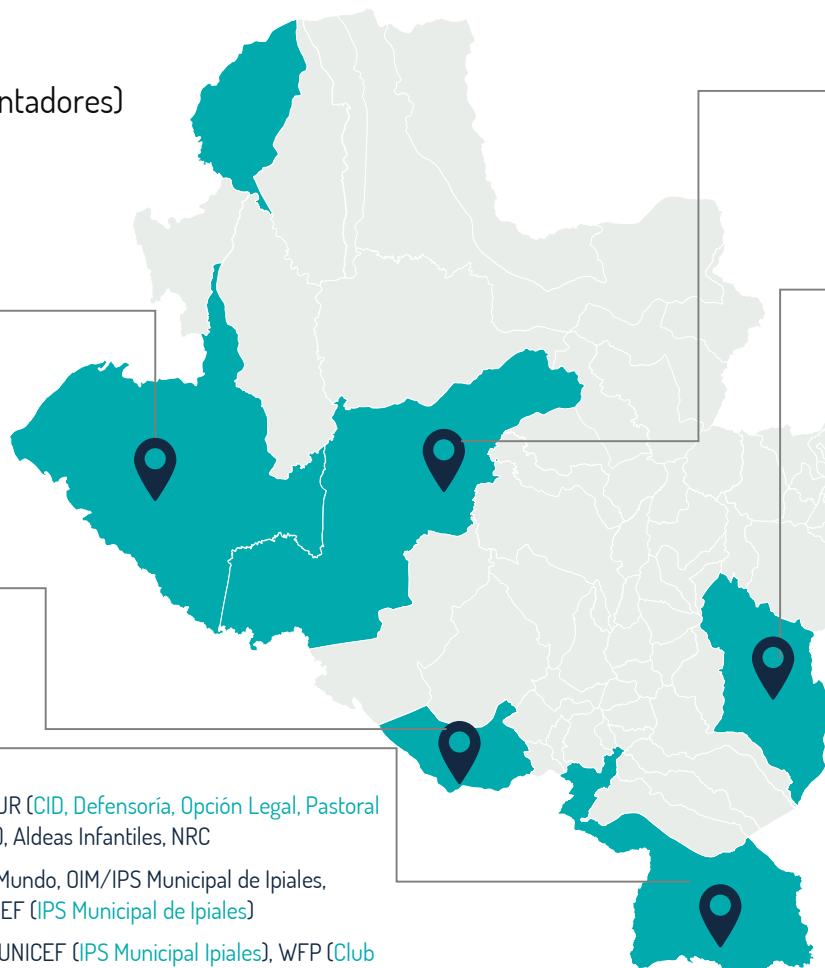 ntadores)
UR (CID, Defensoría, Opción Legal, Pastoral
), Aldeas Infantiles, NRC
Mundo, OIM/IPS Municipal de Ipiales,
EF (IPS Municipal de Ipiales)
UNICEF (IPS Municipal Ipiales), WFP (Club